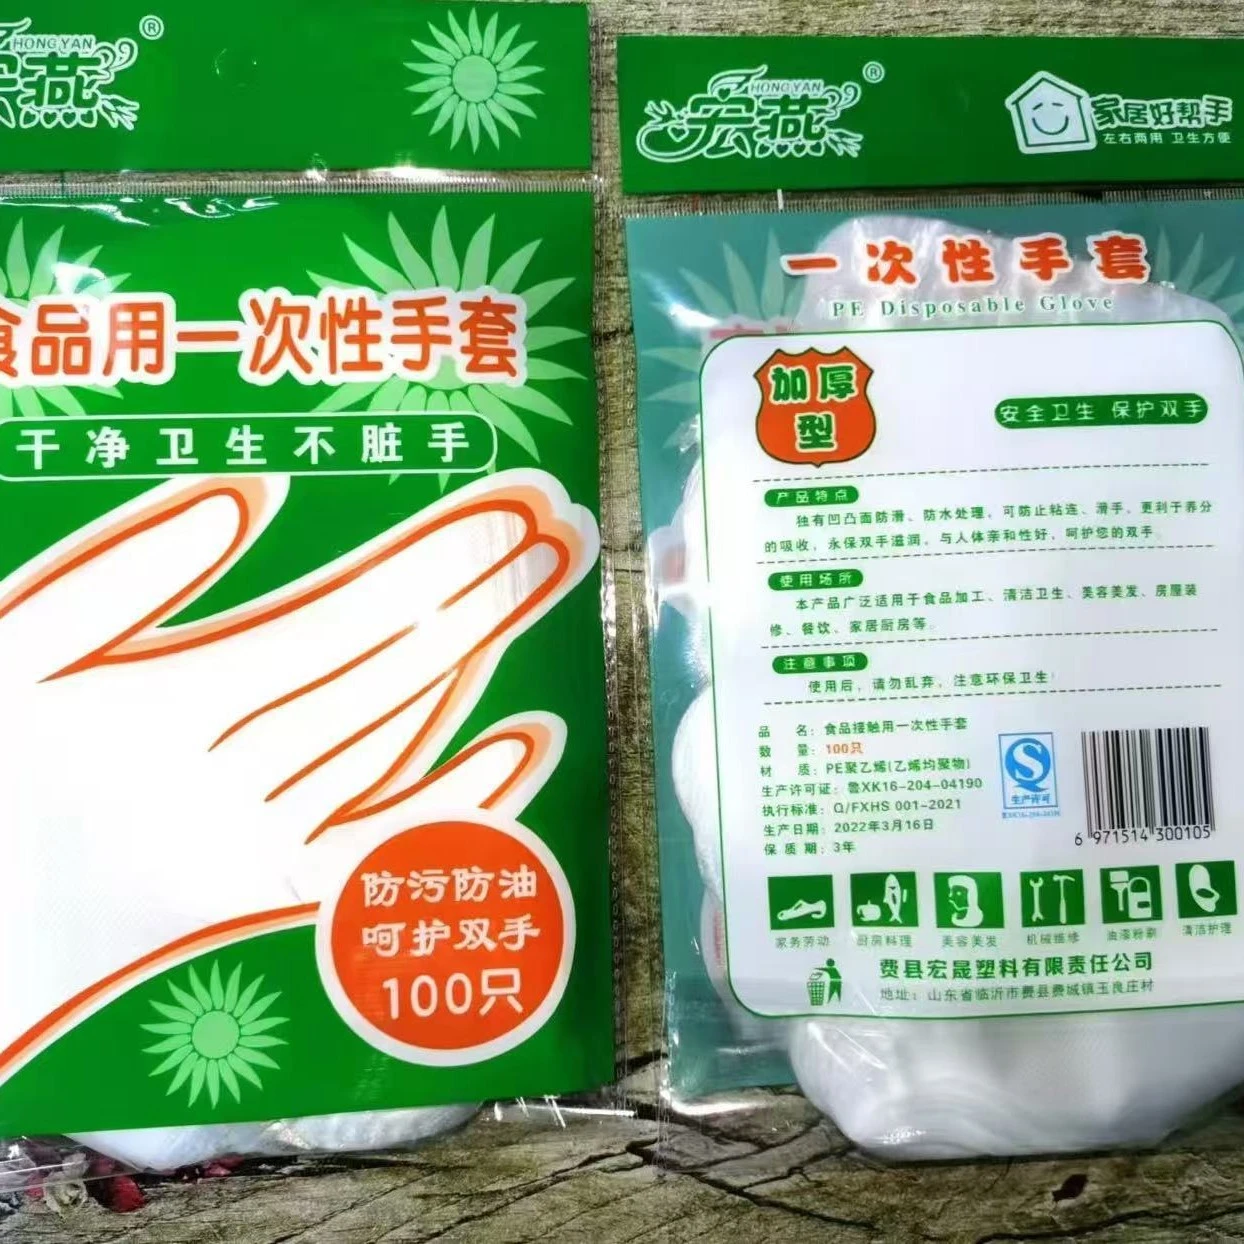 HONG YAN
宏燕
®
食品用一次性手套
干净卫生不脏手
防污防油
呵护双手
100只
HONG YAN
宏燕
®
家居好帮手
左右两用 卫生方便
一次性手套
PE Disposable Glove
加厚
型
安全卫生 保护双手
产品特点
独有凹凸面防滑、防水处理，可防止粘连、滑手，更利于养分
的吸收，永保双手滋润。与人体亲和性好，呵护您的双手。
使用场所
本产品广泛适用于食品加工、清洁卫生、美容美发、房屋装
修、餐饮、家居厨房等。
注意事项
使用后，请勿乱弃，注意环保卫生!
品 名：食品接触用一次性手套
数 量：100只
材 质：PE聚乙烯(乙烯均聚物)
生产许可证：鲁XK16-204-04190
执行标准：Q/FXHS 001-2021
生产日期：2022年3月16日
保 质 期：3年
生产许可
6 971514 300105
家务劳动
厨房料理
美容美发
机械维修
油漆粉刷
清洁护理
费县宏晟塑料有限责任公司
地址：山东省临沂市费县费城镇玉良庄村